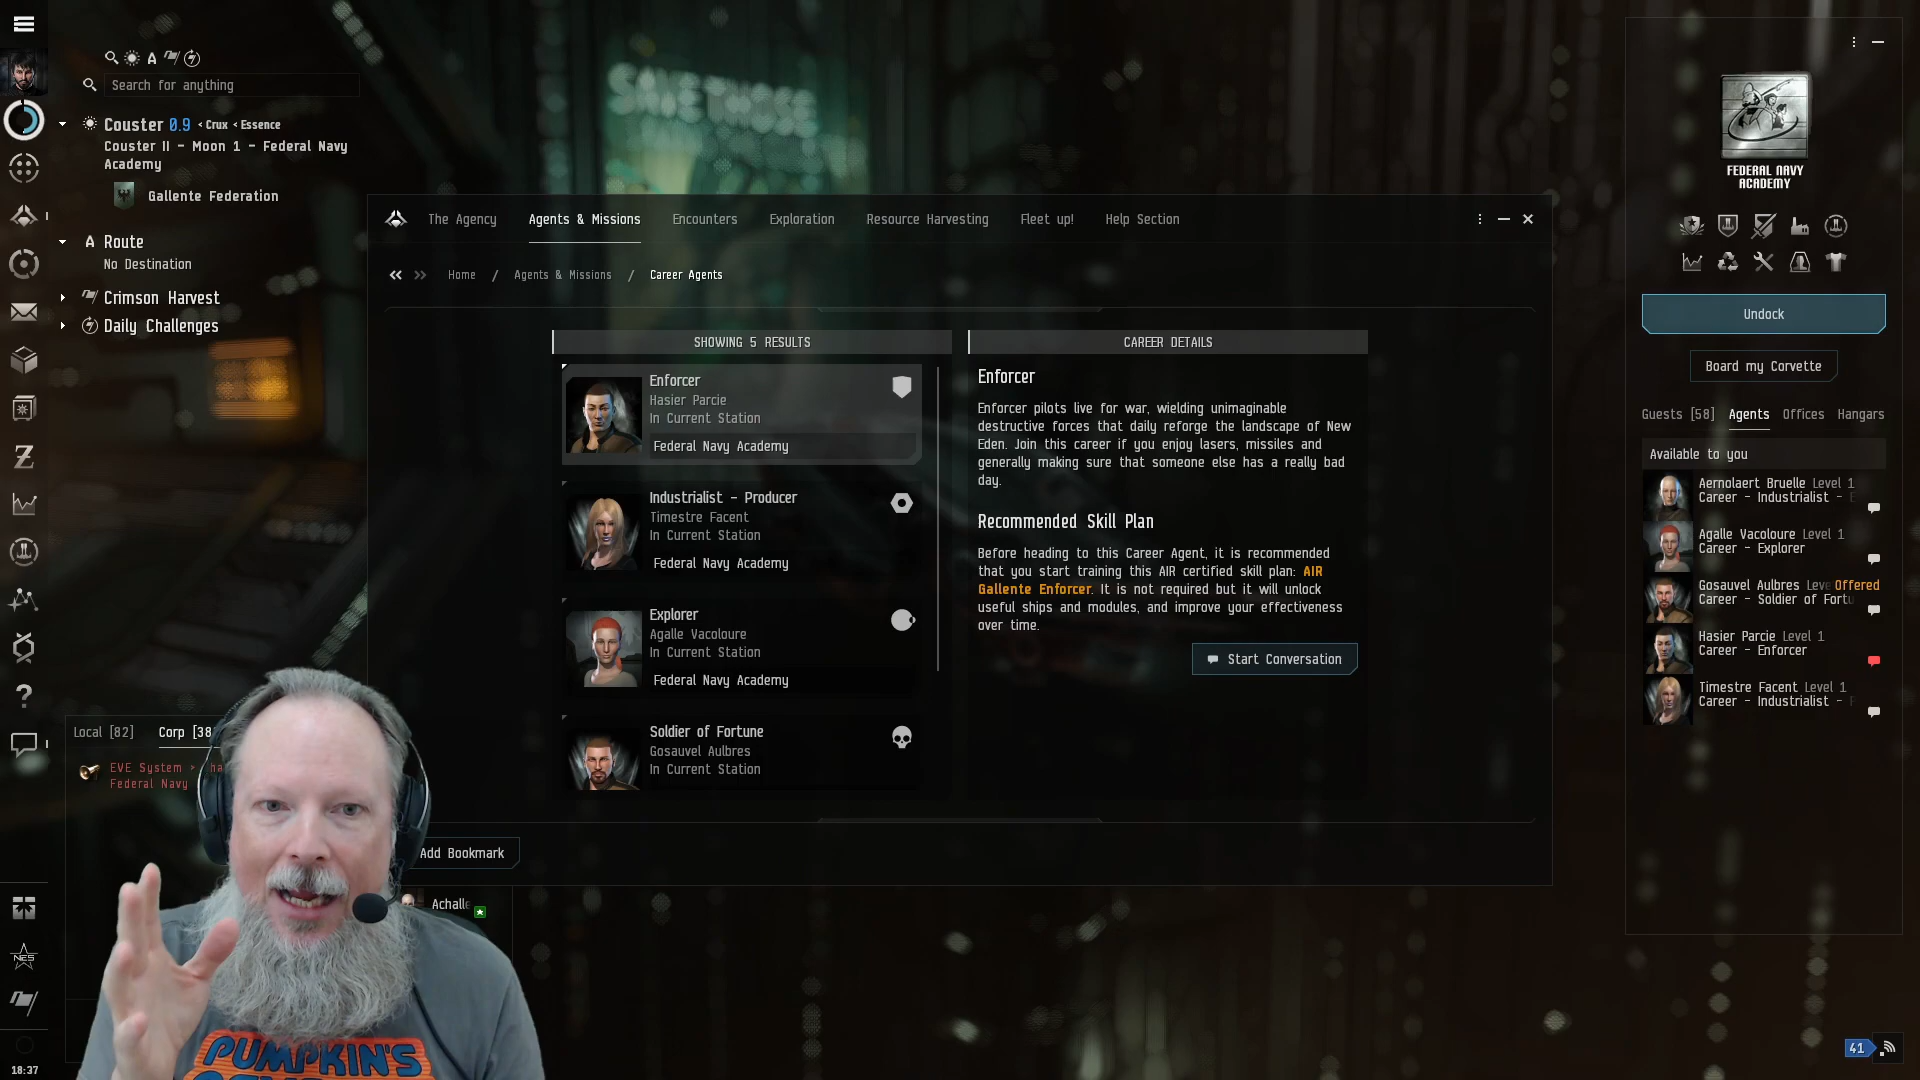 Search for anything
Couster 0.9 < Crux < Essence
Couster II - Moon 1 - Federal Navy
Academy
Gallente Federation
Route
No Destination
Crimson Harvest
Daily Challenges
The Agency
Agents & Missions
Encounters
Exploration
Resource Harvesting
Fleet up!
Help Section
Home / Agents & Missions / Career Agents
SHOWING 5 RESULTS
Enforcer
Hasier Parcie
In Current Station
Federal Navy Academy
Industrialist - Producer
Timestre Facent
In Current Station
Federal Navy Academy
Explorer
Agalle Vacoloure
In Current Station
Federal Navy Academy
Soldier of Fortune
Gosauvel Aulbres
In Current Station
CAREER DETAILS
Enforcer
Enforcer pilots live for war, wielding unimaginable
destructive forces that daily reforge the landscape of New
Eden. Join this career if you enjoy lasers, missiles and
generally making sure that someone else has a really bad
day.
Recommended Skill Plan
Before heading to this Career Agent, it is recommended
that you start training this AIR certified skill plan: AIR
Gallente Enforcer. It is not required but it will unlock
useful ships and modules, and improve your effectiveness
over time.
Start Conversation
Add Bookmark
FEDERAL NAVY
ACADEMY
Undock
Board my Corvette
Guests [58]
Agents
Offices
Hangars
Available to you
Aernolaert Bruelle Level 1
Career - Industrialist -
Agalle Vacoloure Level 1
Career - Explorer
Gosauvel Aulbres Leve Offered
Career - Soldier of Fortu
Hasier Parcie Level 1
Career - Enforcer
Timestre Facent Level 1
Career - Industrialist -
Local [82]
Corp [38
EVE System >
Federal Navy
Achalle
PUMPKIN'S
NES
18:37
41